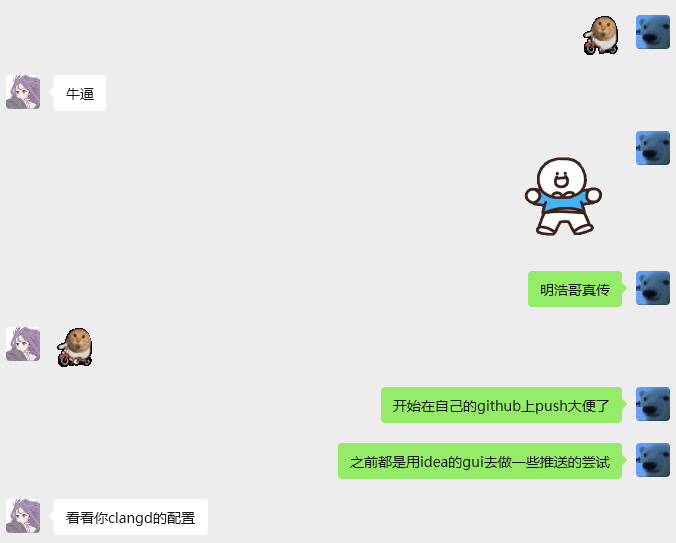 牛逼
明浩哥真传
开始在自己的github上push大便了
之前都是用idea的gui去做一些推送的尝试
看看你clangd的配置